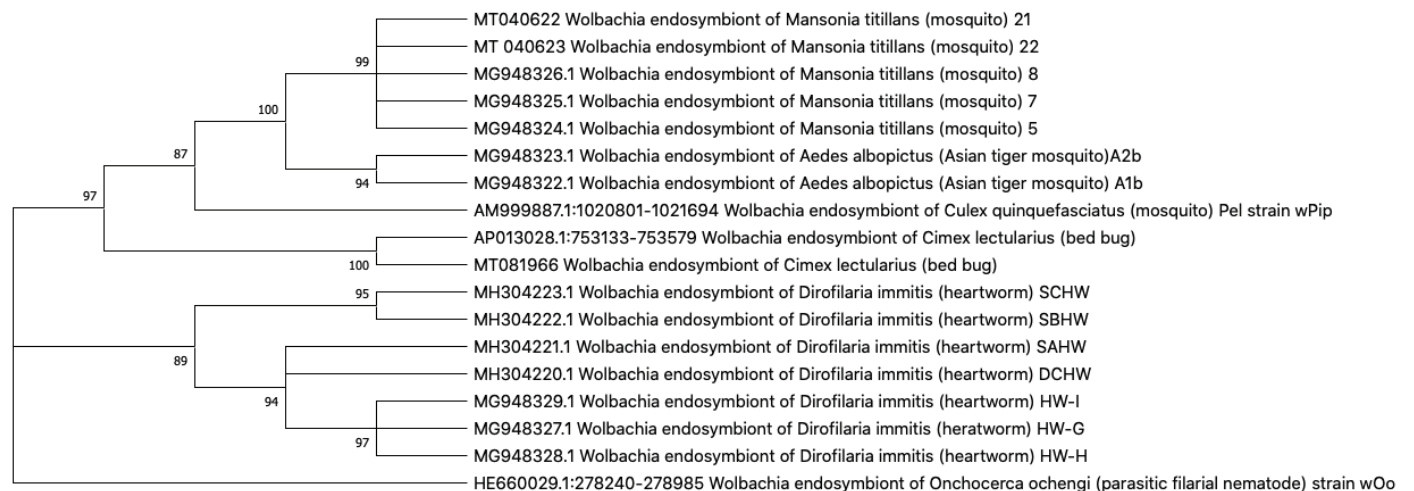 MT040622 Wolbachia endosymbiont of Mansonia titillans (mosquito) 21
MT 040623 Wolbachia endosymbiont of Mansonia titillans (mosquito) 22
99
MG948326.1 Wolbachia endosymbiont of Mansonia titillans (mosquito) 8
MG948325.1 Wolbachia endosymbiont of Mansonia titillans (mosquito) 7
100
MG948324.1 Wolbachia endosymbiont of Mansonia titillans (mosquito) 5
87
MG948323.1 Wolbachia endosymbiont of Aedes albopictus (Asian tiger mosquito)A2b
94
MG948322.1 Wolbachia endosymbiont of Aedes albopictus (Asian tiger mosquito) A1b
97
AM999887.1:1020801-1021694 Wolbachia endosymbiont of Culex quinquefasciatus (mosquito) Pel strain wPip
AP013028.1:753133-753579 Wolbachia endosymbiont of Cimex lectularius (bed bug)
100
MT081966 Wolbachia endosymbiont of Cimex lectularius (bed bug)
95
MH304223.1 Wolbachia endosymbiont of Dirofilaria immitis (heartworm) SCHW
MH304222.1 Wolbachia endosymbiont of Dirofilaria immitis (heartworm) SBHW
MH304221.1 Wolbachia endosymbiont of Dirofilaria immitis (heartworm) SAHW
89
MH304220.1 Wolbachia endosymbiont of Dirofilaria immitis (heartworm) DCHW
94
MG948329.1 Wolbachia endosymbiont of Dirofilaria immitis (heartworm) HW-I
MG948327.1 Wolbachia endosymbiont of Dirofilaria immitis (heratworm) HW-G
97
MG948328.1 Wolbachia endosymbiont of Dirofilaria immitis (heartworm) HW-H
HE660029.1:278240-278985 Wolbachia endosymbiont of Onchocerca ochengi (parasitic filarial nematode) strain wOo